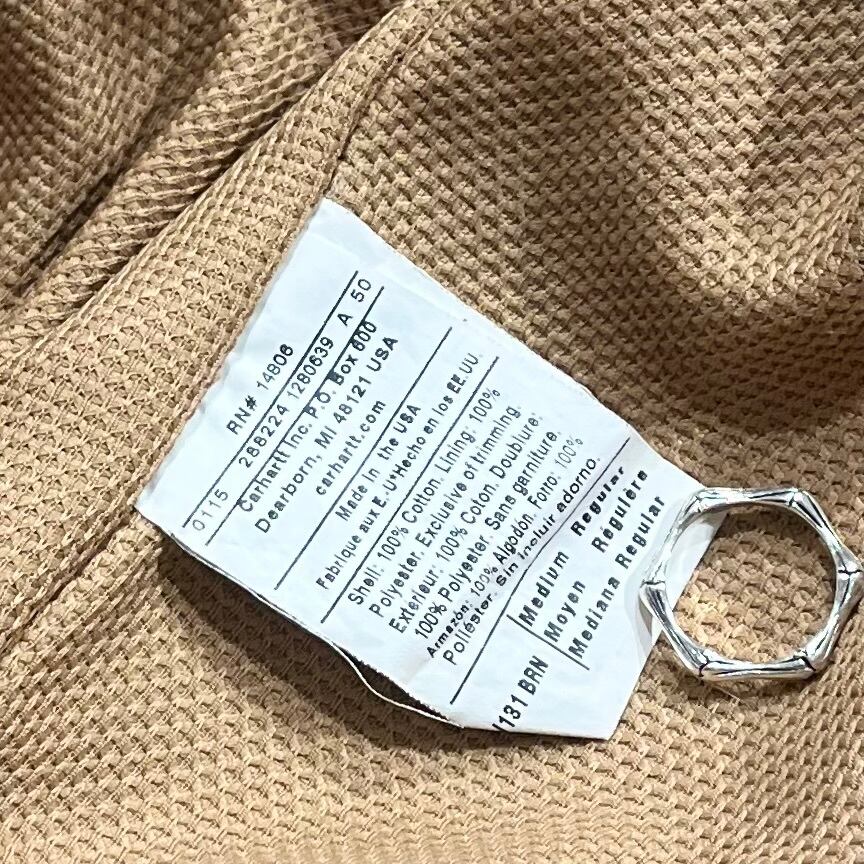 RN# 14806
0115 288224 1280639 A 50
Carhartt Inc, P.O. Box 600
Dearborn, MI 48121 USA
carhartt.com
Made in the USA
Fabriqué aux E.-U*Hecho en los EE.UU.
Shell: 100% Cotton. Lining: 100%
Polyester. Exclusive of trimming.
Extérieur: 100% Coton. Doublure:
100% Polyester. Sans garniture.
Armazon: 100% Algodón. Forro: 100%
Poliéster. Sin incluir adorno.
Medium Regular
J131 BRN Moyen Regulière
Mediana Regular